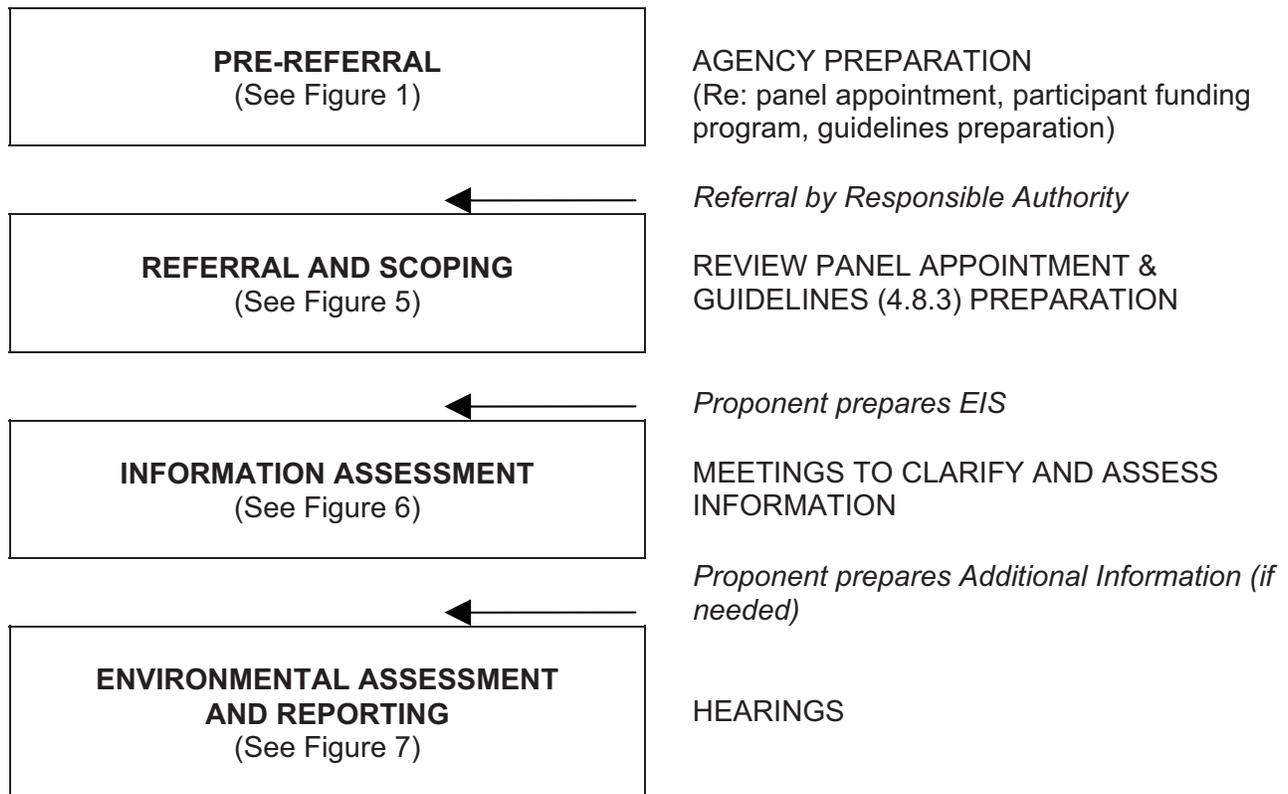 PRE-REFERRAL
(See Figure 1)
AGENCY PREPARATION
(Re: panel appointment, participant funding
program, guidelines preparation)
Referral by Responsible Authority
REFERRAL AND SCOPING
(See Figure 5)
REVIEW PANEL APPOINTMENT &
GUIDELINES (4.8.3) PREPARATION
Proponent prepares EIS
INFORMATION ASSESSMENT
(See Figure 6)
MEETINGS TO CLARIFY AND ASSESS
INFORMATION
Proponent prepares Additional Information (if
needed)
ENVIRONMENTAL ASSESSMENT
AND REPORTING
(See Figure 7)
HEARINGS